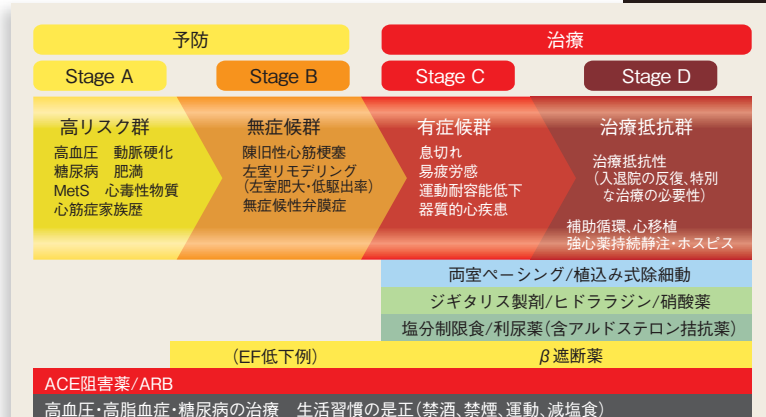 予防
治療
Stage A
Stage B
Stage C
Stage D
高リスク群
高血圧 動脈硬化
糖尿病 肥満
MetS 心毒性物質
心筋症家族歴
無症候群
陳旧性心筋梗塞
左室リモデリング
(左室肥大・低駆出率)
無症候性弁膜症
有症候群
息切れ
易疲労感
運動耐容能低下
器質的心疾患
治療抵抗群
治療抵抗性
(入退院の反復、特別
な治療の必要性)
補助循環、心移植
強心薬持続静注・ホスピス
両室ペーシング/植込み式除細動
ジギタリス製剤/ヒドララジン/硝酸薬
塩分制限食/利尿薬(含アルドステロン拮抗薬)
(EF低下例) β遮断薬
ACE阻害薬/ARB
高血圧・高脂血症・糖尿病の治療 生活習慣の是正(禁酒、禁煙、運動、減塩食)